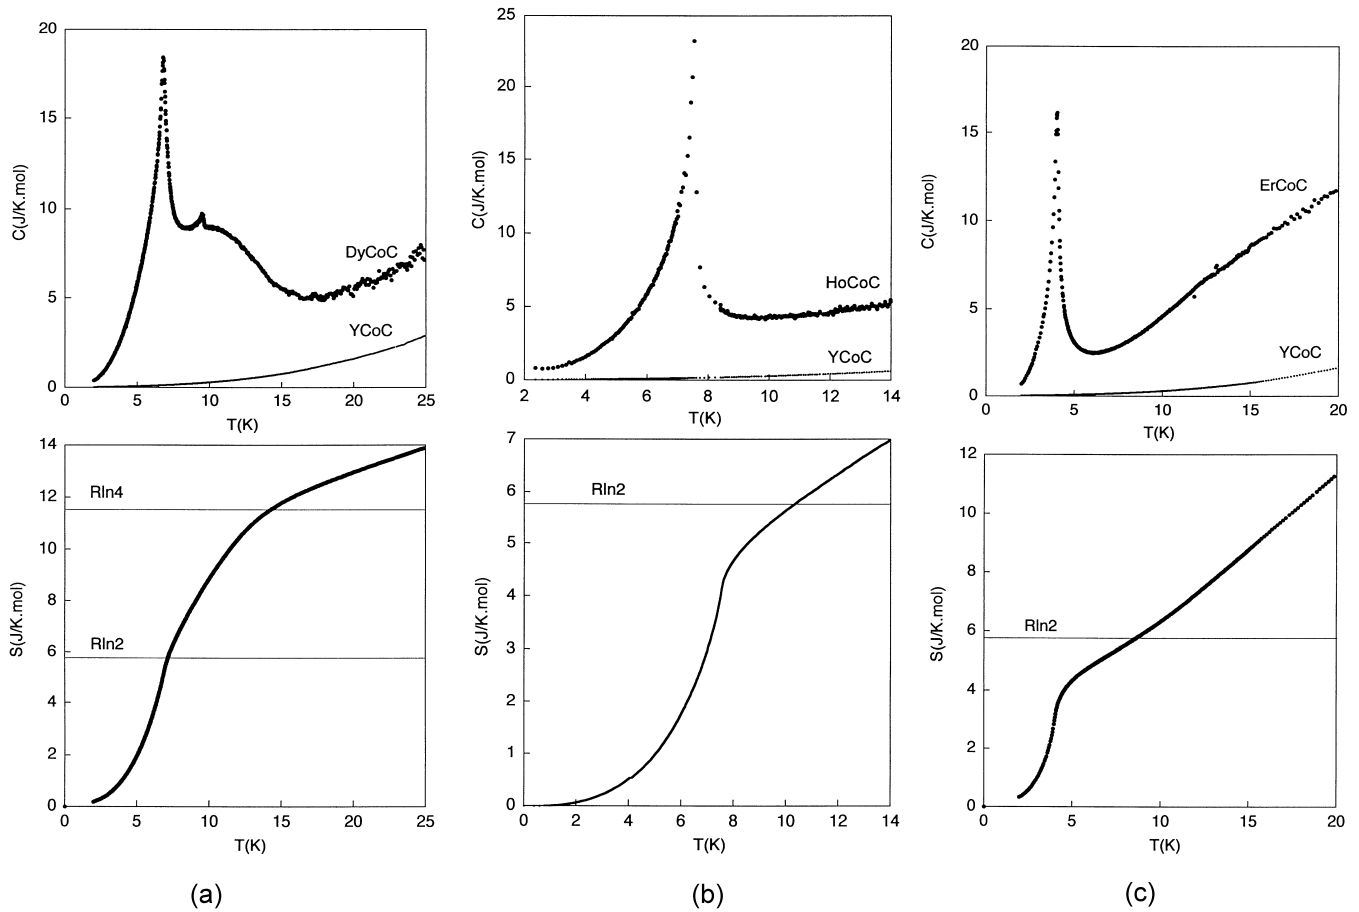 20
15
10
5
0
C(J/K.mol)
DyCoC
YCoC
0 5 10 15 20 25
T(K)
25
20
15
10
5
0
C(J/K.mol)
HoCoC
YCoC
2 4 6 8 10 12 14
T(K)
20
15
10
5
0
C(J/K.mol)
ErCoC
YCoC
0 5 10 15 20
T(K)
14
12
10
8
6
4
2
0
S(J/K.mol)
Rln4
Rln2
0 5 10 15 20 25
T(K)
7
6
5
4
3
2
1
0
S(J/K.mol)
Rln2
0 2 4 6 8 10 12 14
T(K)
12
10
8
6
4
2
0
S(J/K.mol)
Rln2
0 5 10 15 20
T(K)
(a) (b) (c)